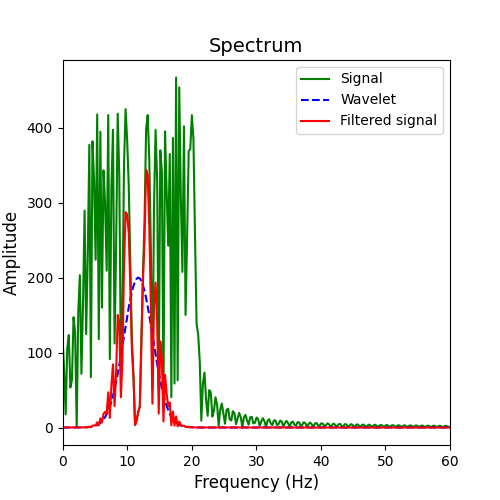 Spectrum
Signal
Wavelet
Filtered signal
Amplitude
400
300
200
100
0
0 10 20 30 40 50 60
Frequency (Hz)